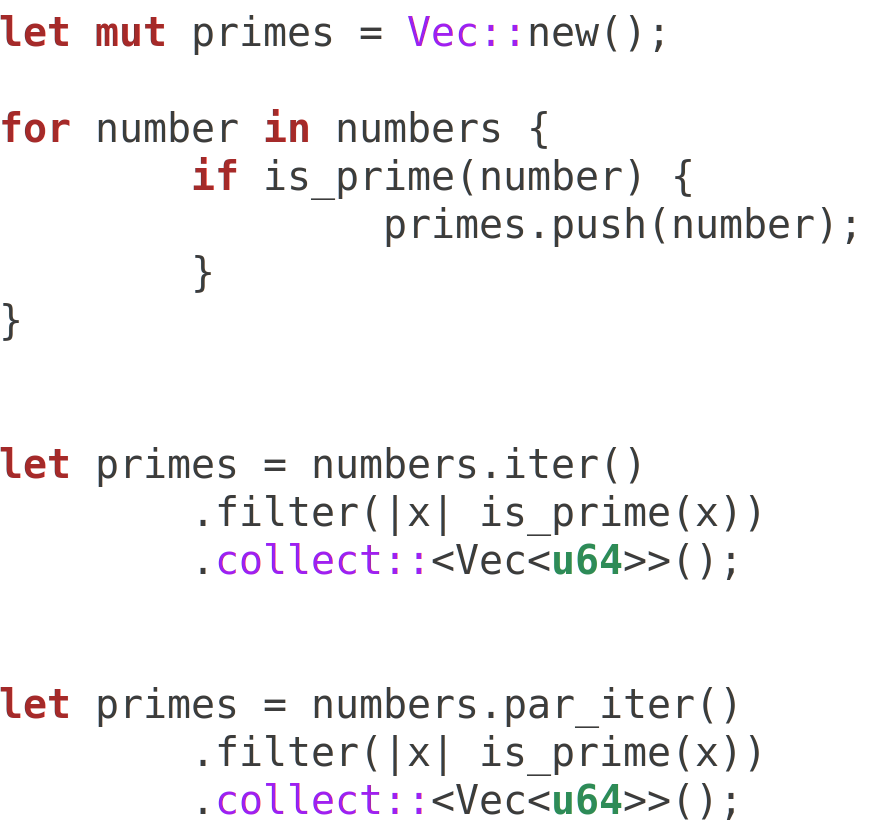 let mut primes = Vec::new();
for number in numbers {
        if is_prime(number) {
                primes.push(number);
        }
}
let primes = numbers.iter()
        .filter(|x| is_prime(x))
        .collect::<Vec<u64>>();
let primes = numbers.par_iter()
        .filter(|x| is_prime(x))
        .collect::<Vec<u64>>();